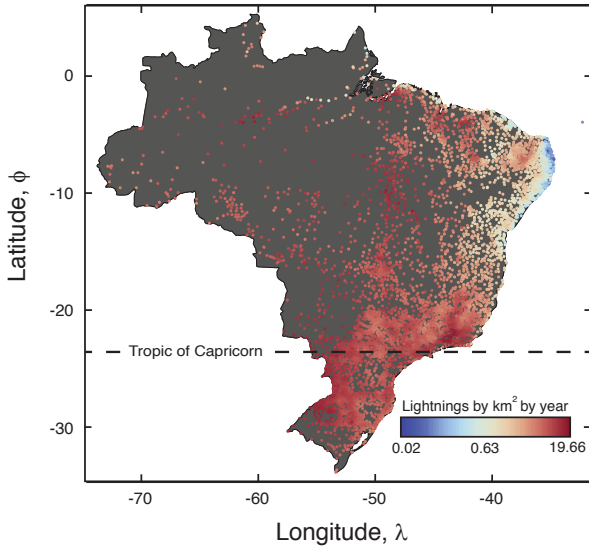 0
-10
-20
-30
Latitude, ϕ
Tropic of Capricorn
Lightnings by km² by year
0.02 0.63 19.66
-70 -60 -50 -40
Longitude, λ